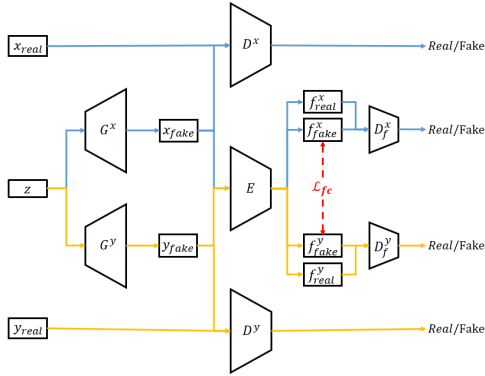 x_real
D^x
Real/Fake
f^x_real
G^x
x_fake
f^x_fake
D^x_f
Real/Fake
z
E
ℒ_fc
G^y
y_fake
f^y_fake
D^y_f
Real/Fake
f^y_real
y_real
D^y
Real/Fake